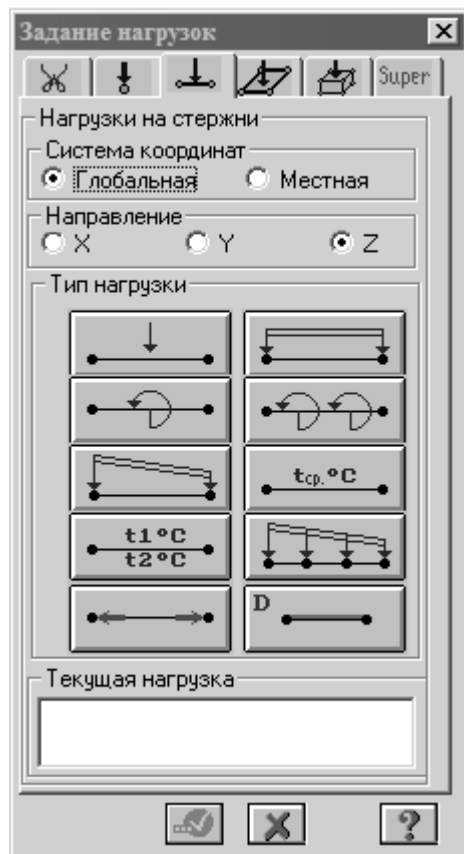 Задание нагрузок
Super
Нагрузки на стержни
Система координат
Глобальная Местная
Направление
X Y Z
Тип нагрузки
tср.°C
t1°C
t2°C
D
Текущая нагрузка
?